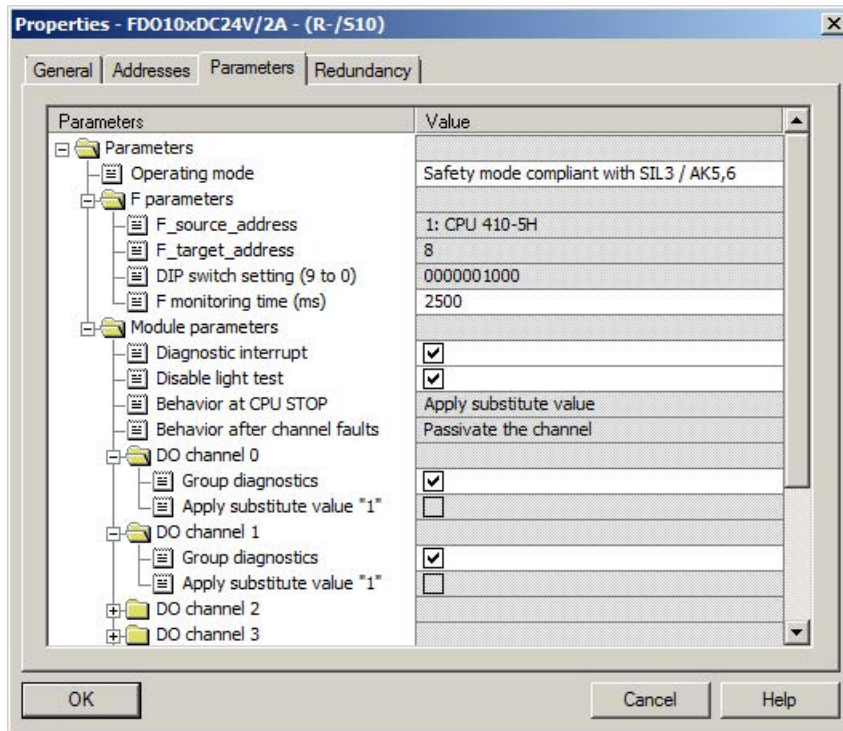 Properties - FDO10xDC24V/2A - (R-/S10)
General Addresses Parameters Redundancy
Parameters Value
Parameters
Operating mode Safety mode compliant with SIL3 / AK5,6
F parameters
F_source_address 1: CPU 410-5H
F_target_address 8
DIP switch setting (9 to 0) 0000001000
F monitoring time (ms) 2500
Module parameters
Diagnostic interrupt
Disable light test
Behavior at CPU STOP Apply substitute value
Behavior after channel faults Passivate the channel
DO channel 0
Group diagnostics
Apply substitute value "1"
DO channel 1
Group diagnostics
Apply substitute value "1"
DO channel 2
DO channel 3
OK Cancel Help